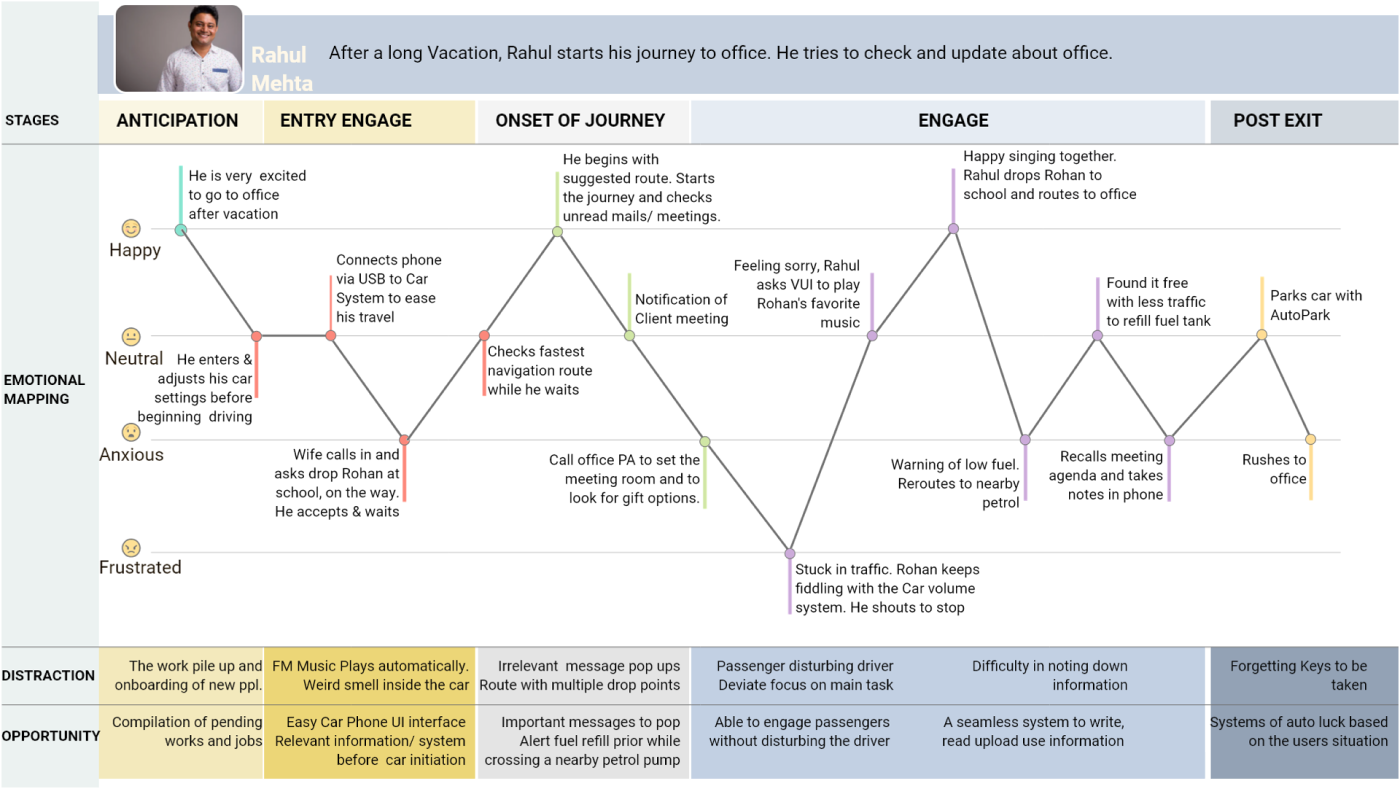 Rahul
Mehta
After a long Vacation, Rahul starts his journey to office. He tries to check and update about office.
STAGES
ANTICIPATION
ENTRY ENGAGE
ONSET OF JOURNEY
ENGAGE
POST EXIT
EMOTIONAL
MAPPING
Happy
Neutral
Anxious
Frustrated
He is very excited
to go to office
after vacation
He enters &
adjusts his car
settings before
beginning driving
Connects phone
via USB to Car
System to ease
his travel
Wife calls in and
asks drop Rohan at
school, on the way.
He accepts & waits
Checks fastest
navigation route
while he waits
He begins with
suggested route. Starts
the journey and checks
unread mails/ meetings.
Notification of
Client meeting
Call office PA to set the
meeting room and to
look for gift options.
Stuck in traffic. Rohan keeps
fiddling with the Car volume
system. He shouts to stop
Feeling sorry, Rahul
asks VUI to play
Rohan's favorite
music
Happy singing together.
Rahul drops Rohan to
school and routes to office
Warning of low fuel.
Reroutes to nearby
petrol
Found it free
with less traffic
to refill fuel tank
Recalls meeting
agenda and takes
notes in phone
Parks car with
AutoPark
Rushes to
office
DISTRACTION
The work pile up and
onboarding of new ppl.
FM Music Plays automatically.
Weird smell inside the car
Irrelevant message pop ups
Route with multiple drop points
Passenger disturbing driver
Deviate focus on main task
Difficulty in noting down
information
Forgetting Keys to be
taken
OPPORTUNITY
Compilation of pending
works and jobs
Easy Car Phone UI interface
Relevant information/ system
before car initiation
Important messages to pop
Alert fuel refill prior while
crossing a nearby petrol pump
Able to engage passengers
without disturbing the driver
A seamless system to write,
read upload use information
Systems of auto luck based
on the users situation